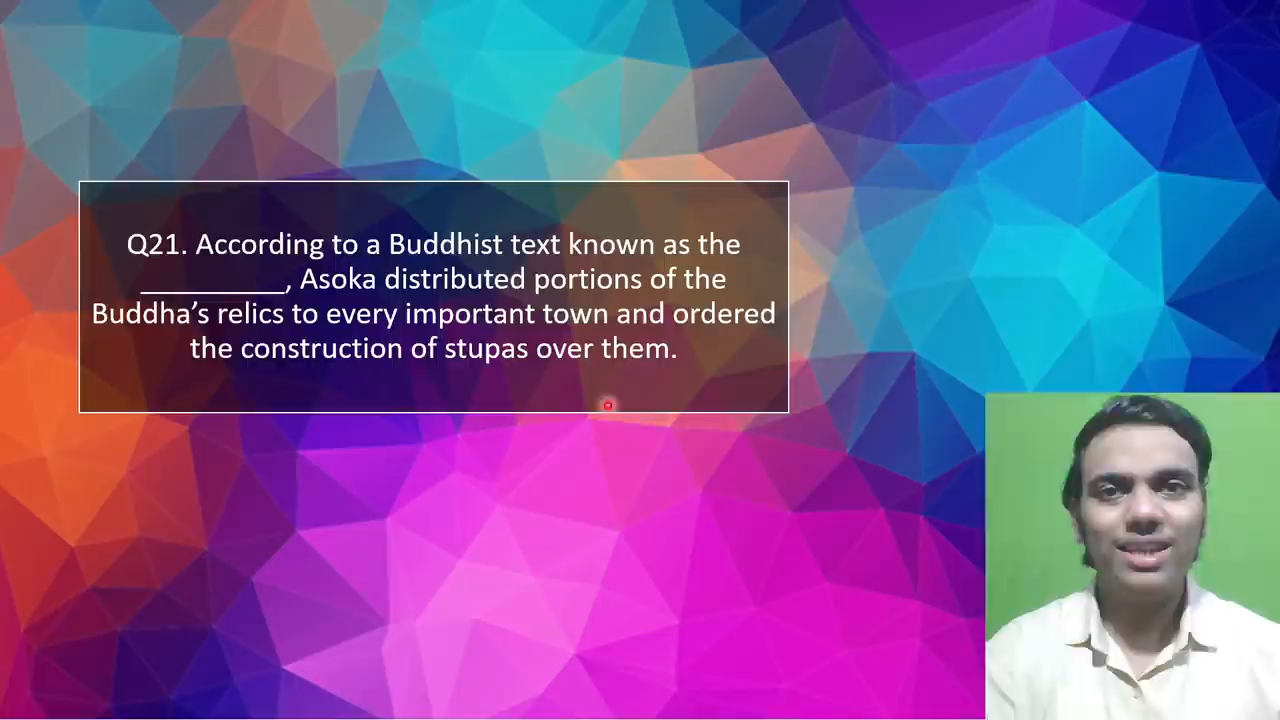 Q21. According to a Buddhist text known as the
__________, Asoka distributed portions of the
Buddha’s relics to every important town and ordered
the construction of stupas over them.